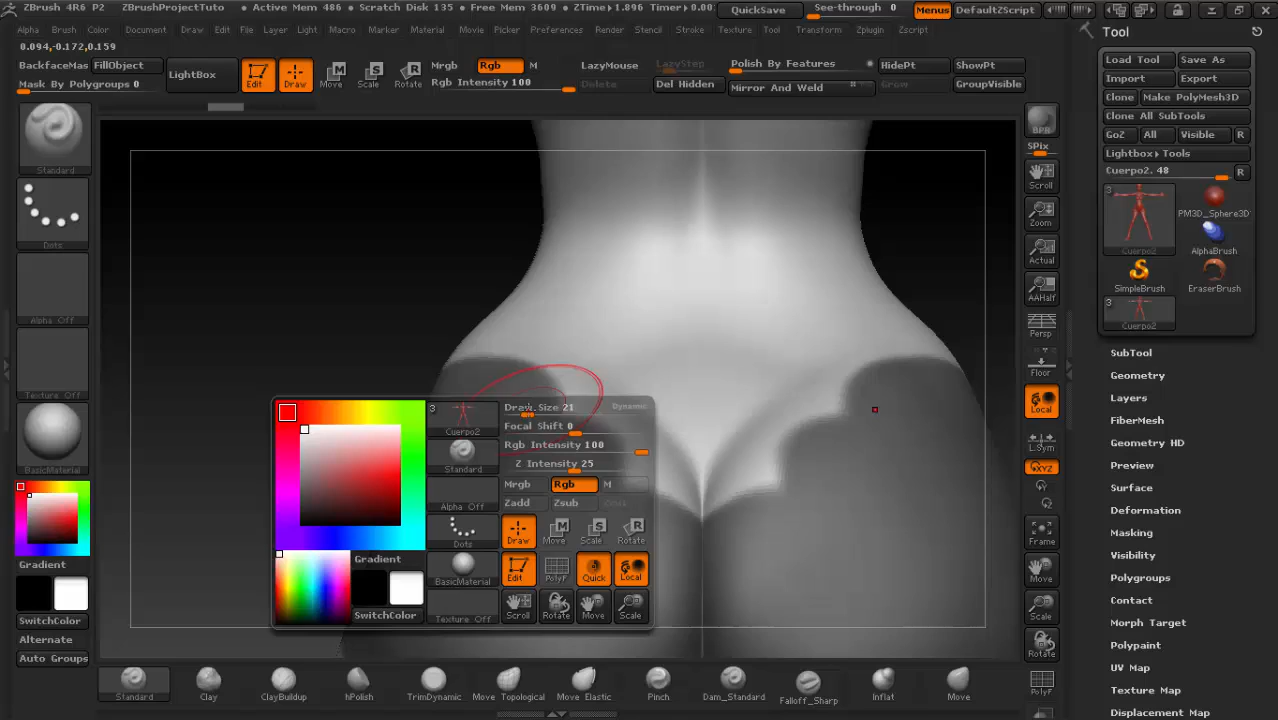 ZBrush 4R6 P2
ZBrushProjectTuto
• Active Mem 486
• Scratch Disk 135
• Free Mem 3609
• ZTime▸1.896
Timer▸0.00
QuickSave
See-through 0
Menus
DefaultZScript
Alpha
Brush
Color
Document
Draw
Edit
File
Layer
Light
Macro
Marker
Material
Movie
Picker
Preferences
Render
Stencil
Stroke
Texture
Tool
Transform
Zplugin
Zscript
0.094,-0.172,0.159
BackfaceMas
FillObject
Mask By Polygroups 0
LightBox
Edit
Draw
Move
Scale
Rotate
Mrgb
Rgb
M
Rgb Intensity 100
LazyMouse
LazyStep
Delete
Del Hidden
Polish By Features
Mirror And Weld
HidePt
ShowPt
Grow
GroupVisible
Standard
Dots
Alpha Off
Texture Off
BasicMaterial
Gradient
SwitchColor
Alternate
Auto Groups
3
Cuerpo2
Standard
Alpha Off
Dots
BasicMaterial
Texture Off
Gradient
SwitchColor
Draw Size 21
Dynamic
Focal Shift 0
Rgb Intensity 100
Z Intensity 25
Mrgb
Rgb
M
Zadd
Zsub
Draw
Move
Scale
Rotate
Edit
PolyF
Quick
Local
Scroll
Rotate
Move
Scale
Standard
Clay
ClayBuildup
hPolish
TrimDynamic
Move Topological
Move Elastic
Pinch
Dam_Standard
Falloff_Sharp
Inflat
Move
BPR
SPix
Scroll
Zoom
Actual
AAHalf
Persp
Floor
Local
L.Sym
XYZ
Frame
Move
Scale
Rotate
PolyF
Tool
Load Tool
Save As
Import
Export
Clone
Make PolyMesh3D
Clone All SubTools
GoZ
All
Visible
R
Lightbox▸Tools
Cuerpo2. 48
R
3
Cuerpo2
PM3D_Sphere3D
AlphaBrush
SimpleBrush
EraserBrush
3
Cuerpo2
SubTool
Geometry
Layers
FiberMesh
Geometry HD
Preview
Surface
Deformation
Masking
Visibility
Polygroups
Contact
Morph Target
Polypaint
UV Map
Texture Map
Displacement Map